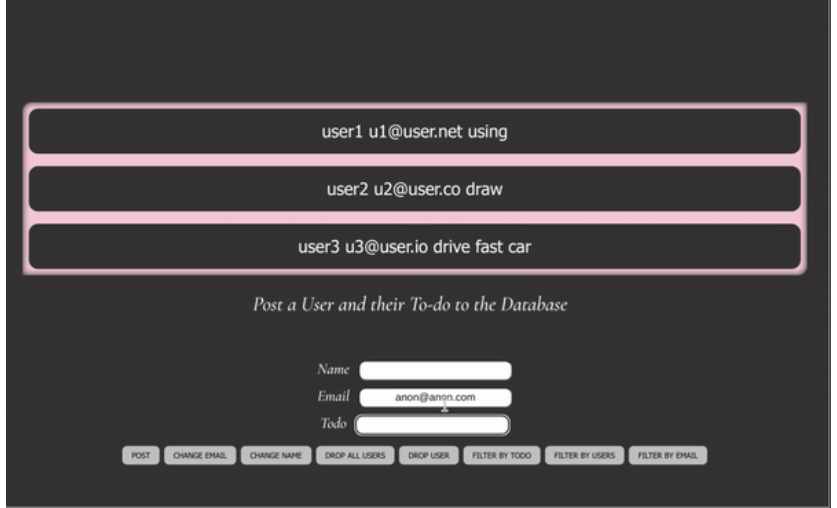 user1 u1@user.net using
user2 u2@user.co draw
user3 u3@user.io drive fast car
Post a User and their To-do to the Database
Name
Email anon@anon.com
Todo
POST CHANGE EMAIL CHANGE NAME DROP ALL USERS DROP USER FILTER BY TODO FILTER BY USERS FILTER BY EMAIL